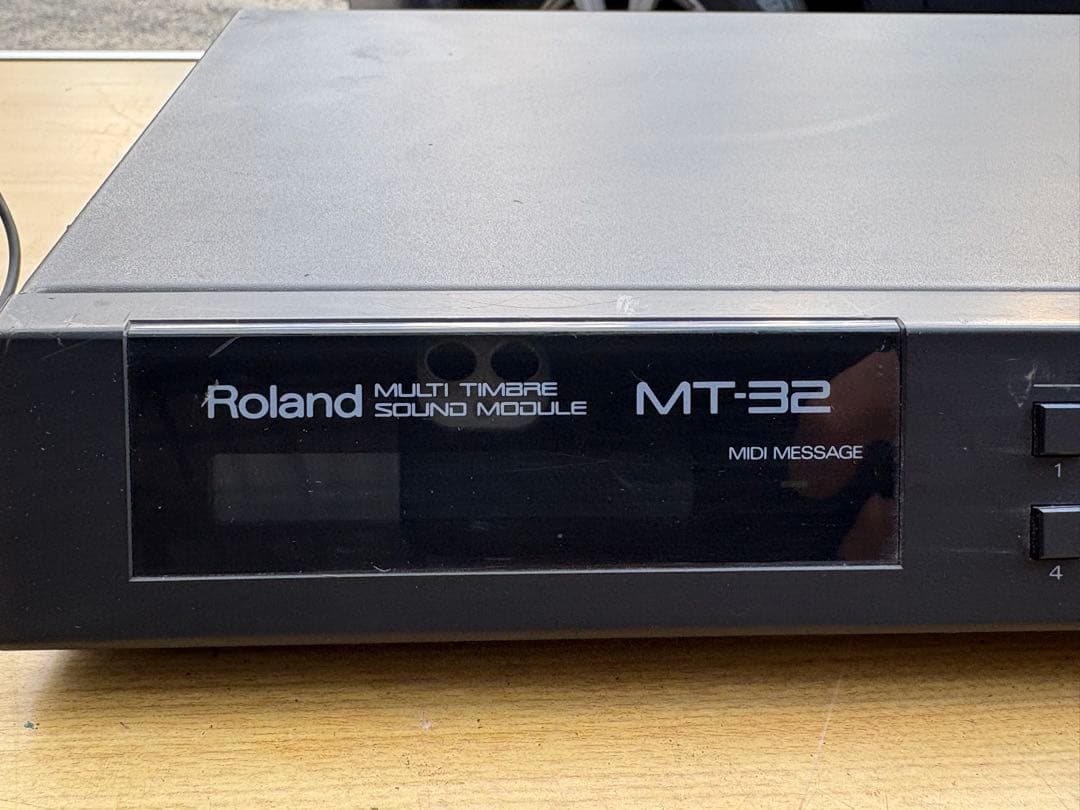 Roland MULTI TIMBRE SOUND MODULE MT-32
MIDI MESSAGE
1
4